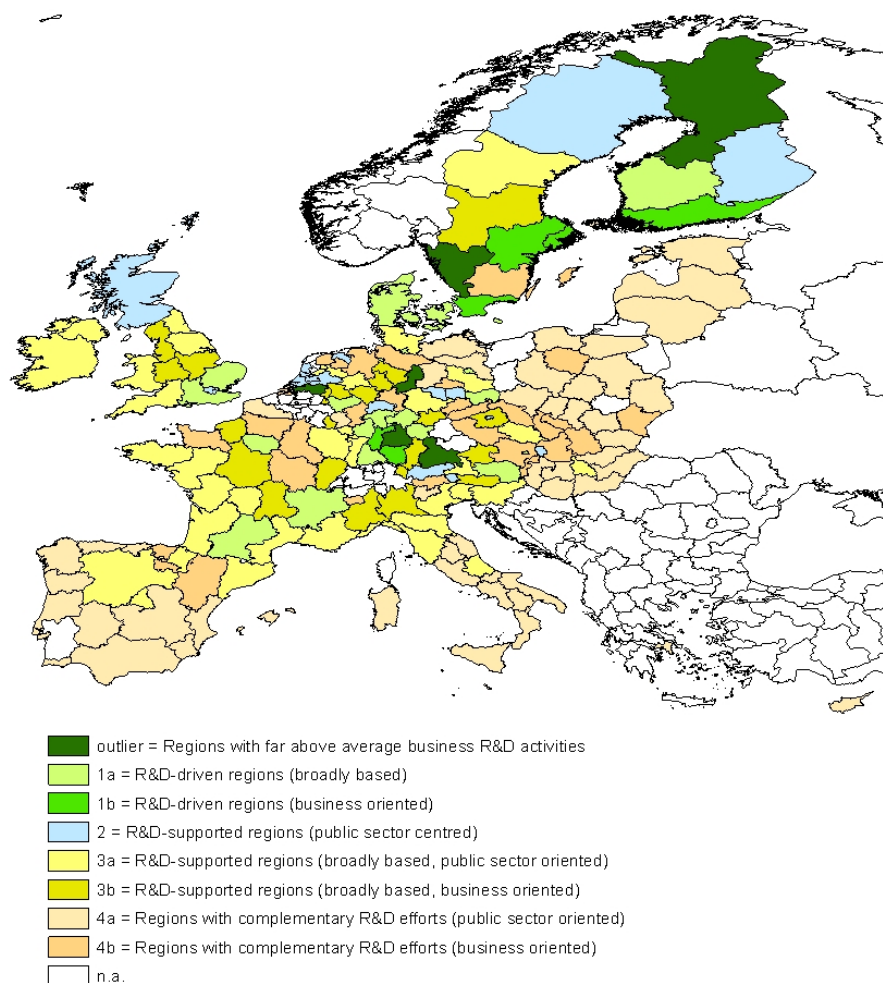 outlier = Regions with far above average business R&D activities
1a = R&D-driven regions (broadly based)
1b = R&D-driven regions (business oriented)
2 = R&D-supported regions (public sector centred)
3a = R&D-supported regions (broadly based, public sector oriented)
3b = R&D-supported regions (broadly based, business oriented)
4a = Regions with complementary R&D efforts (public sector oriented)
4b = Regions with complementary R&D efforts (business oriented)
n.a.